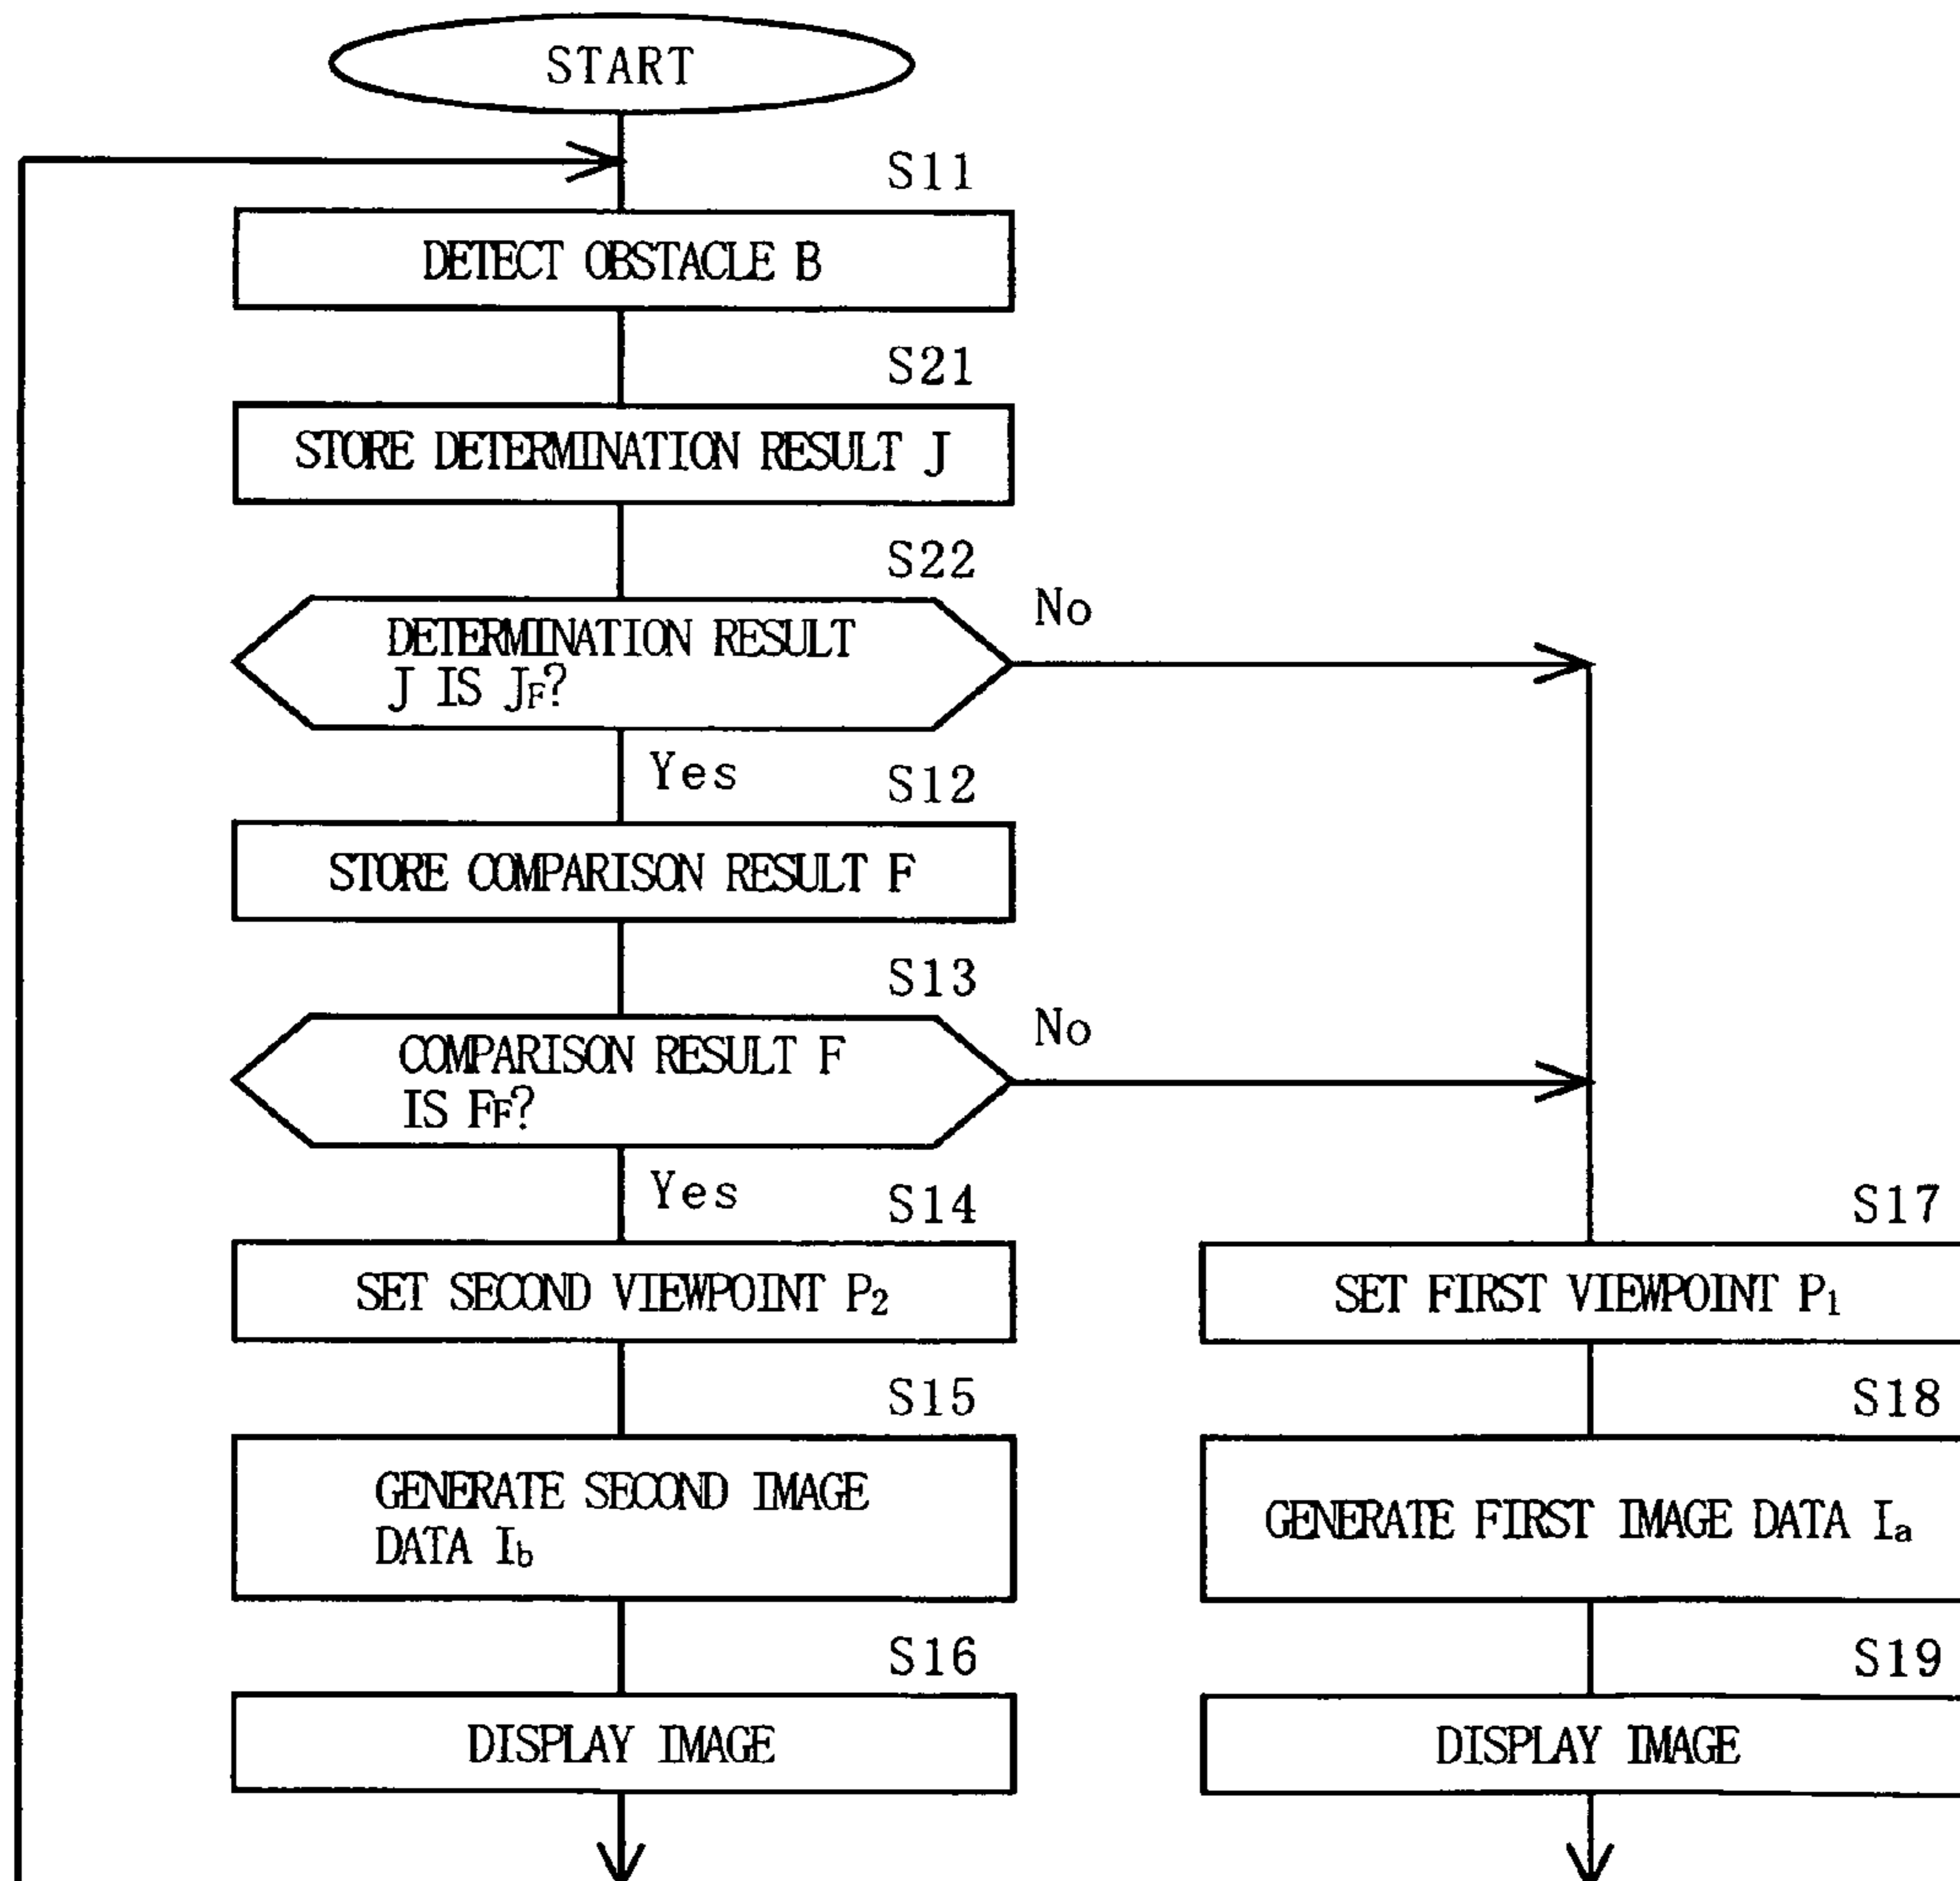 START
S11
DETECT OBSTACLE B
S21
STORE DETERMINATION RESULT J
S22
DETERMINATION RESULT
J IS JF?
No
Yes
S12
STORE COMPARISON RESULT F
S13
COMPARISON RESULT F
IS FF?
No
Yes
S14
SET SECOND VIEWPOINT P2
S17
SET FIRST VIEWPOINT P1
S15
GENERATE SECOND IMAGE
DATA Ib
S18
GENERATE FIRST IMAGE DATA Ia
S16
DISPLAY IMAGE
S19
DISPLAY IMAGE